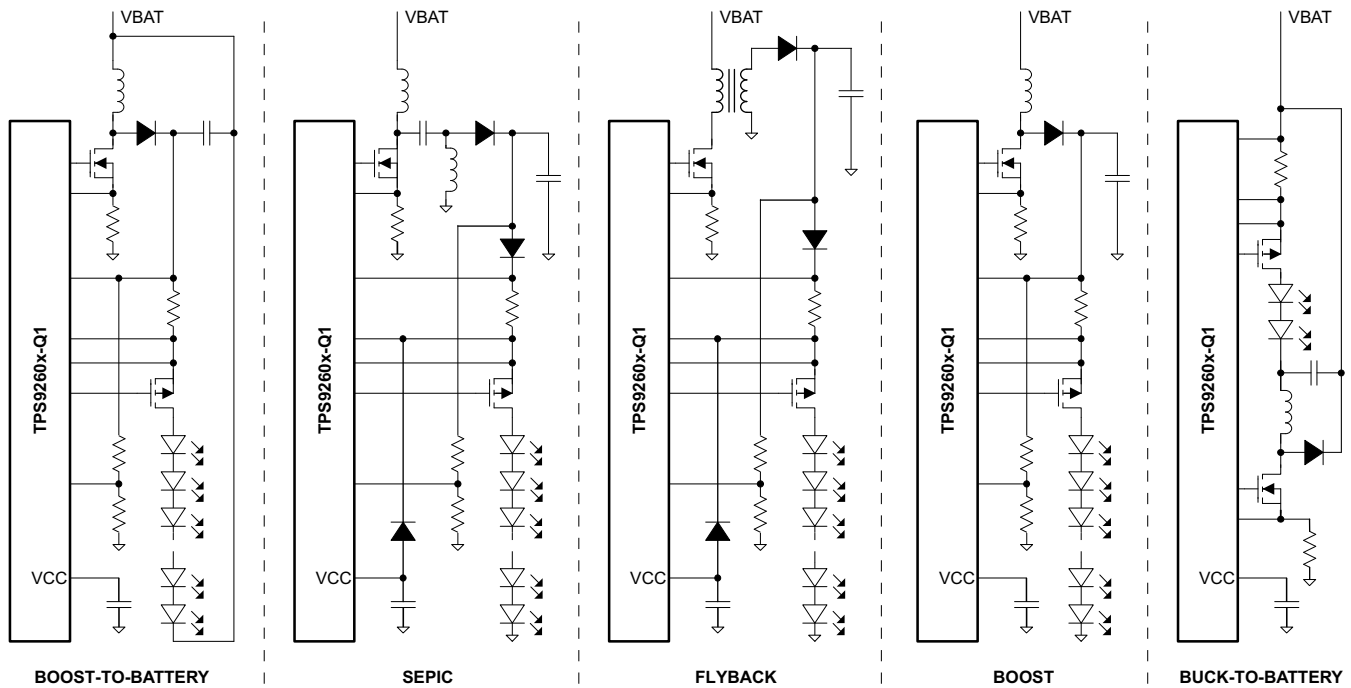 VBAT
VBAT
VBAT
VBAT
VBAT
TPS9260x-Q1
TPS9260x-Q1
TPS9260x-Q1
TPS9260x-Q1
TPS9260x-Q1
VCC
VCC
VCC
VCC
VCC
BOOST-TO-BATTERY
SEPIC
FLYBACK
BOOST
BUCK-TO-BATTERY